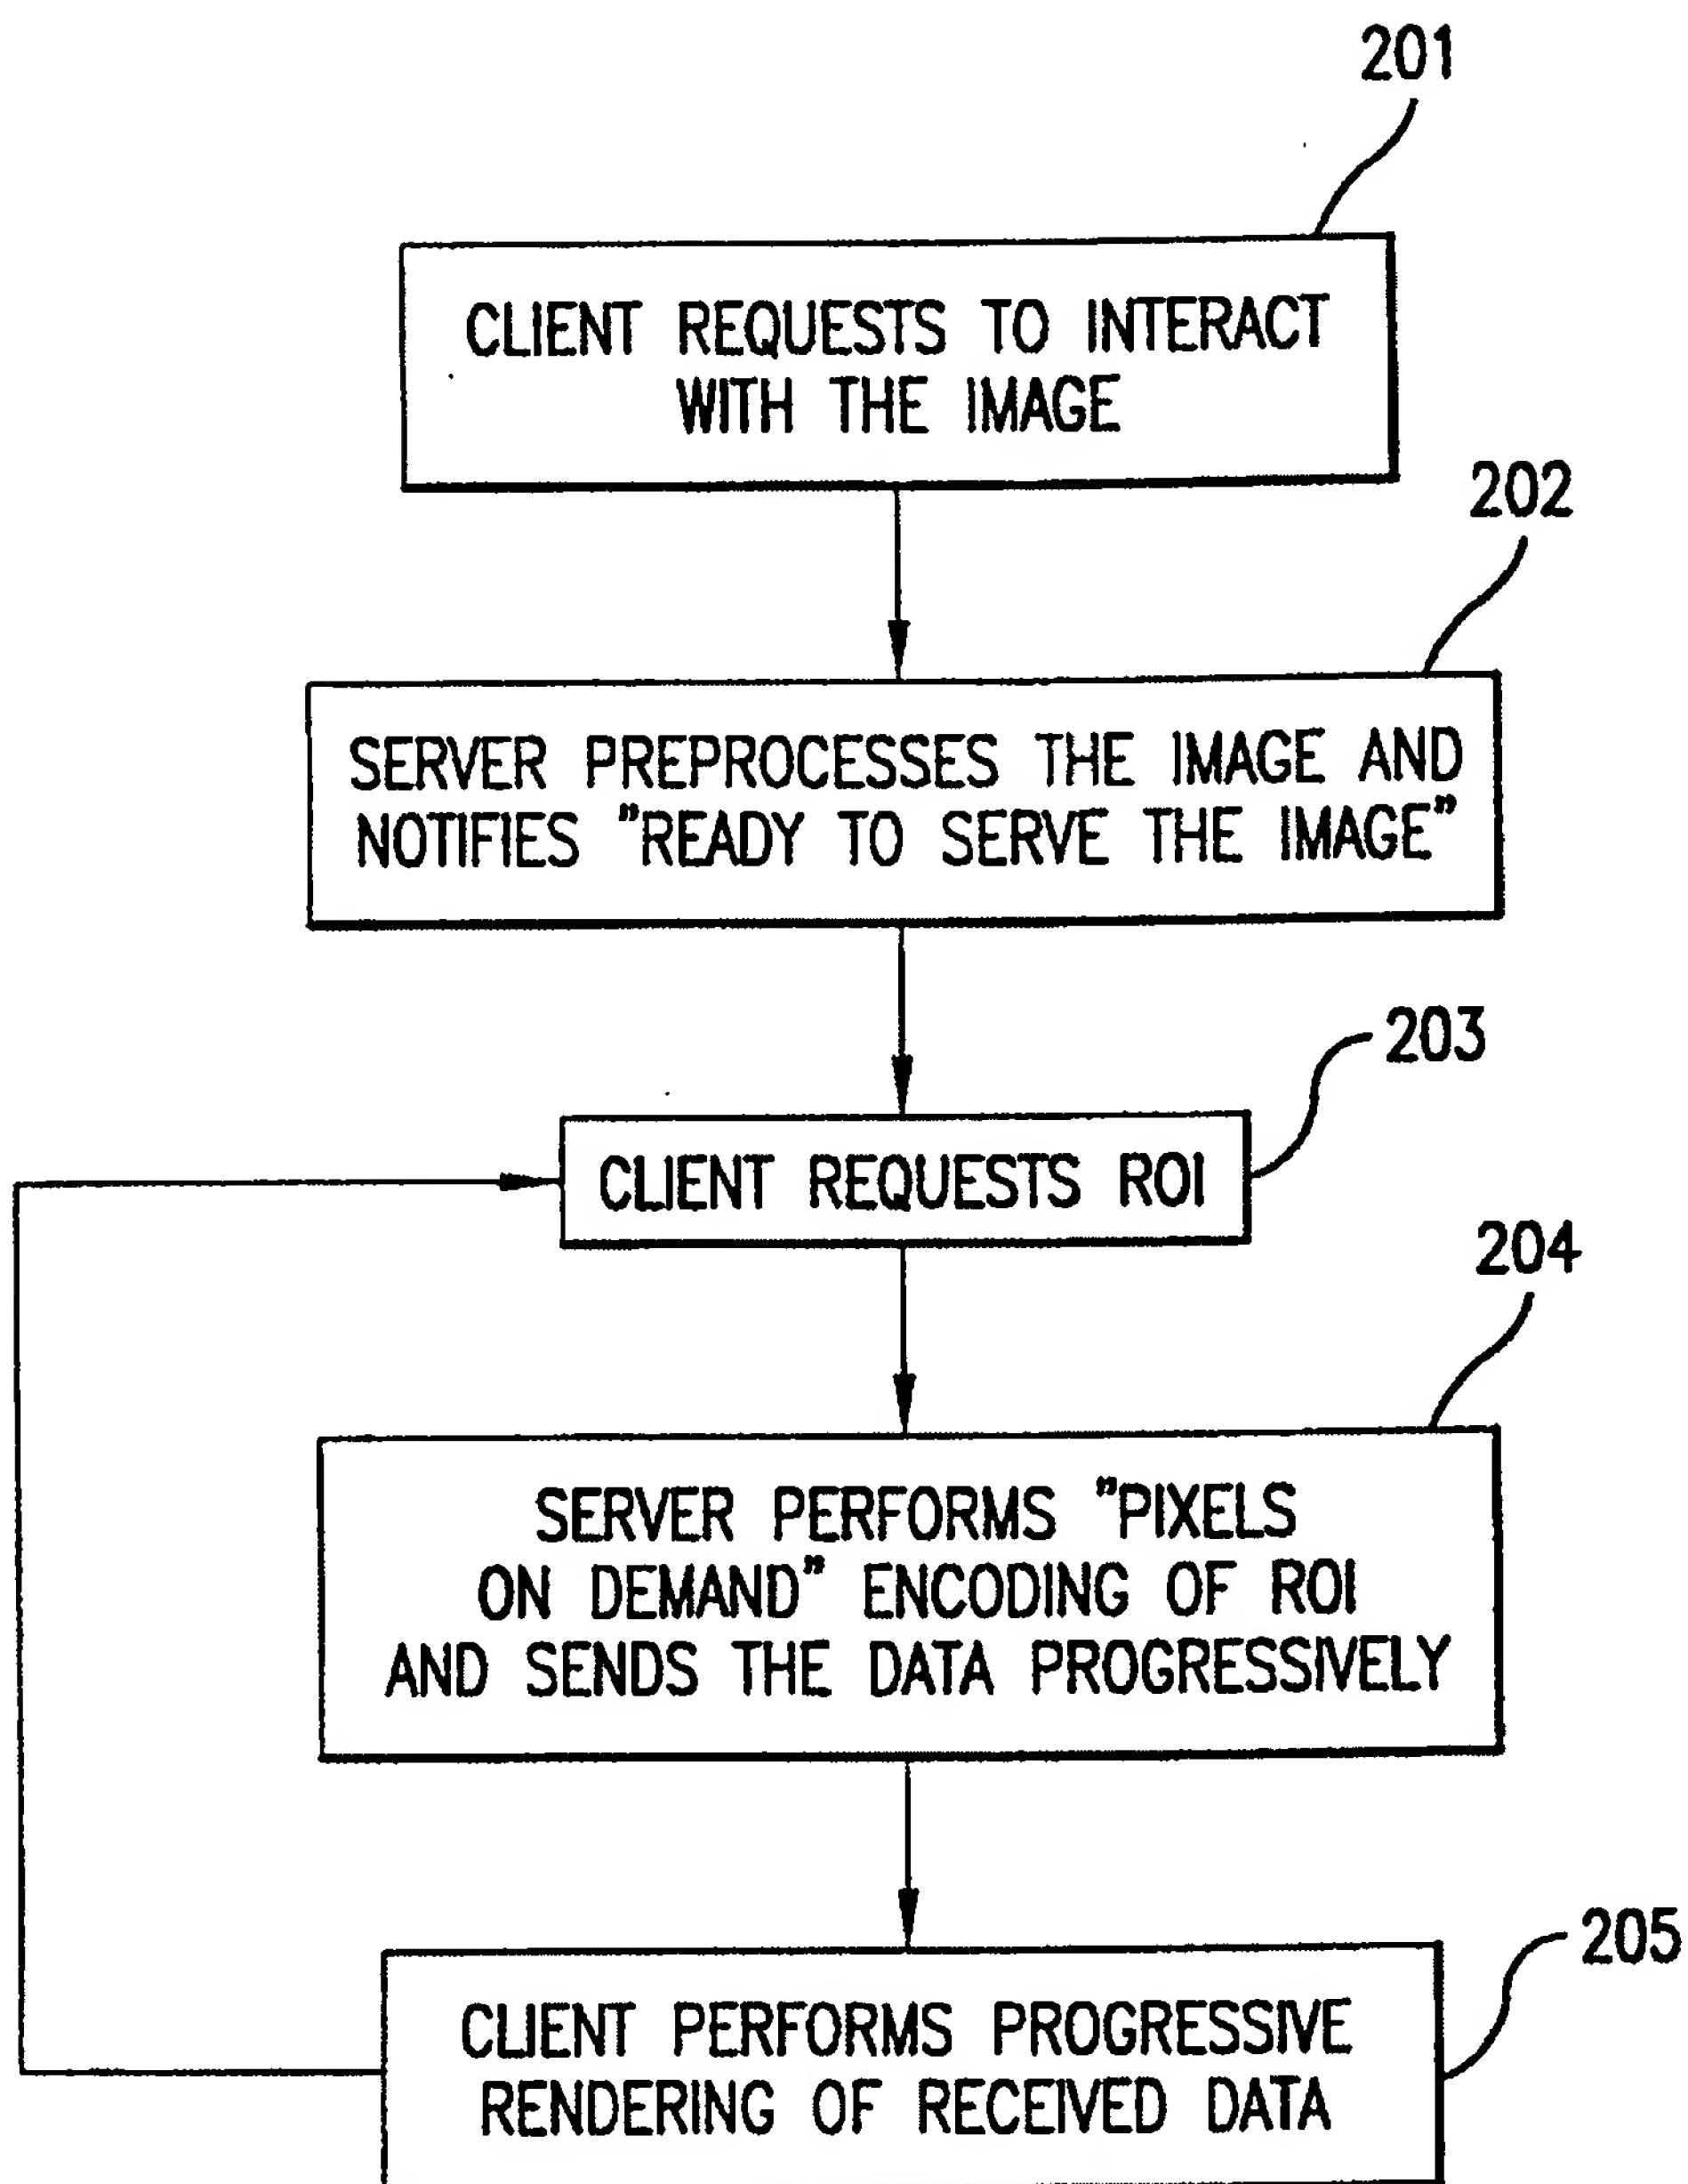 201
CLIENT REQUESTS TO INTERACT
WITH THE IMAGE
202
SERVER PREPROCESSES THE IMAGE AND
NOTIFIES "READY TO SERVE THE IMAGE"
203
CLIENT REQUESTS ROI
204
SERVER PERFORMS "PIXELS
ON DEMAND" ENCODING OF ROI
AND SENDS THE DATA PROGRESSIVELY
205
CLIENT PERFORMS PROGRESSIVE
RENDERING OF RECEIVED DATA